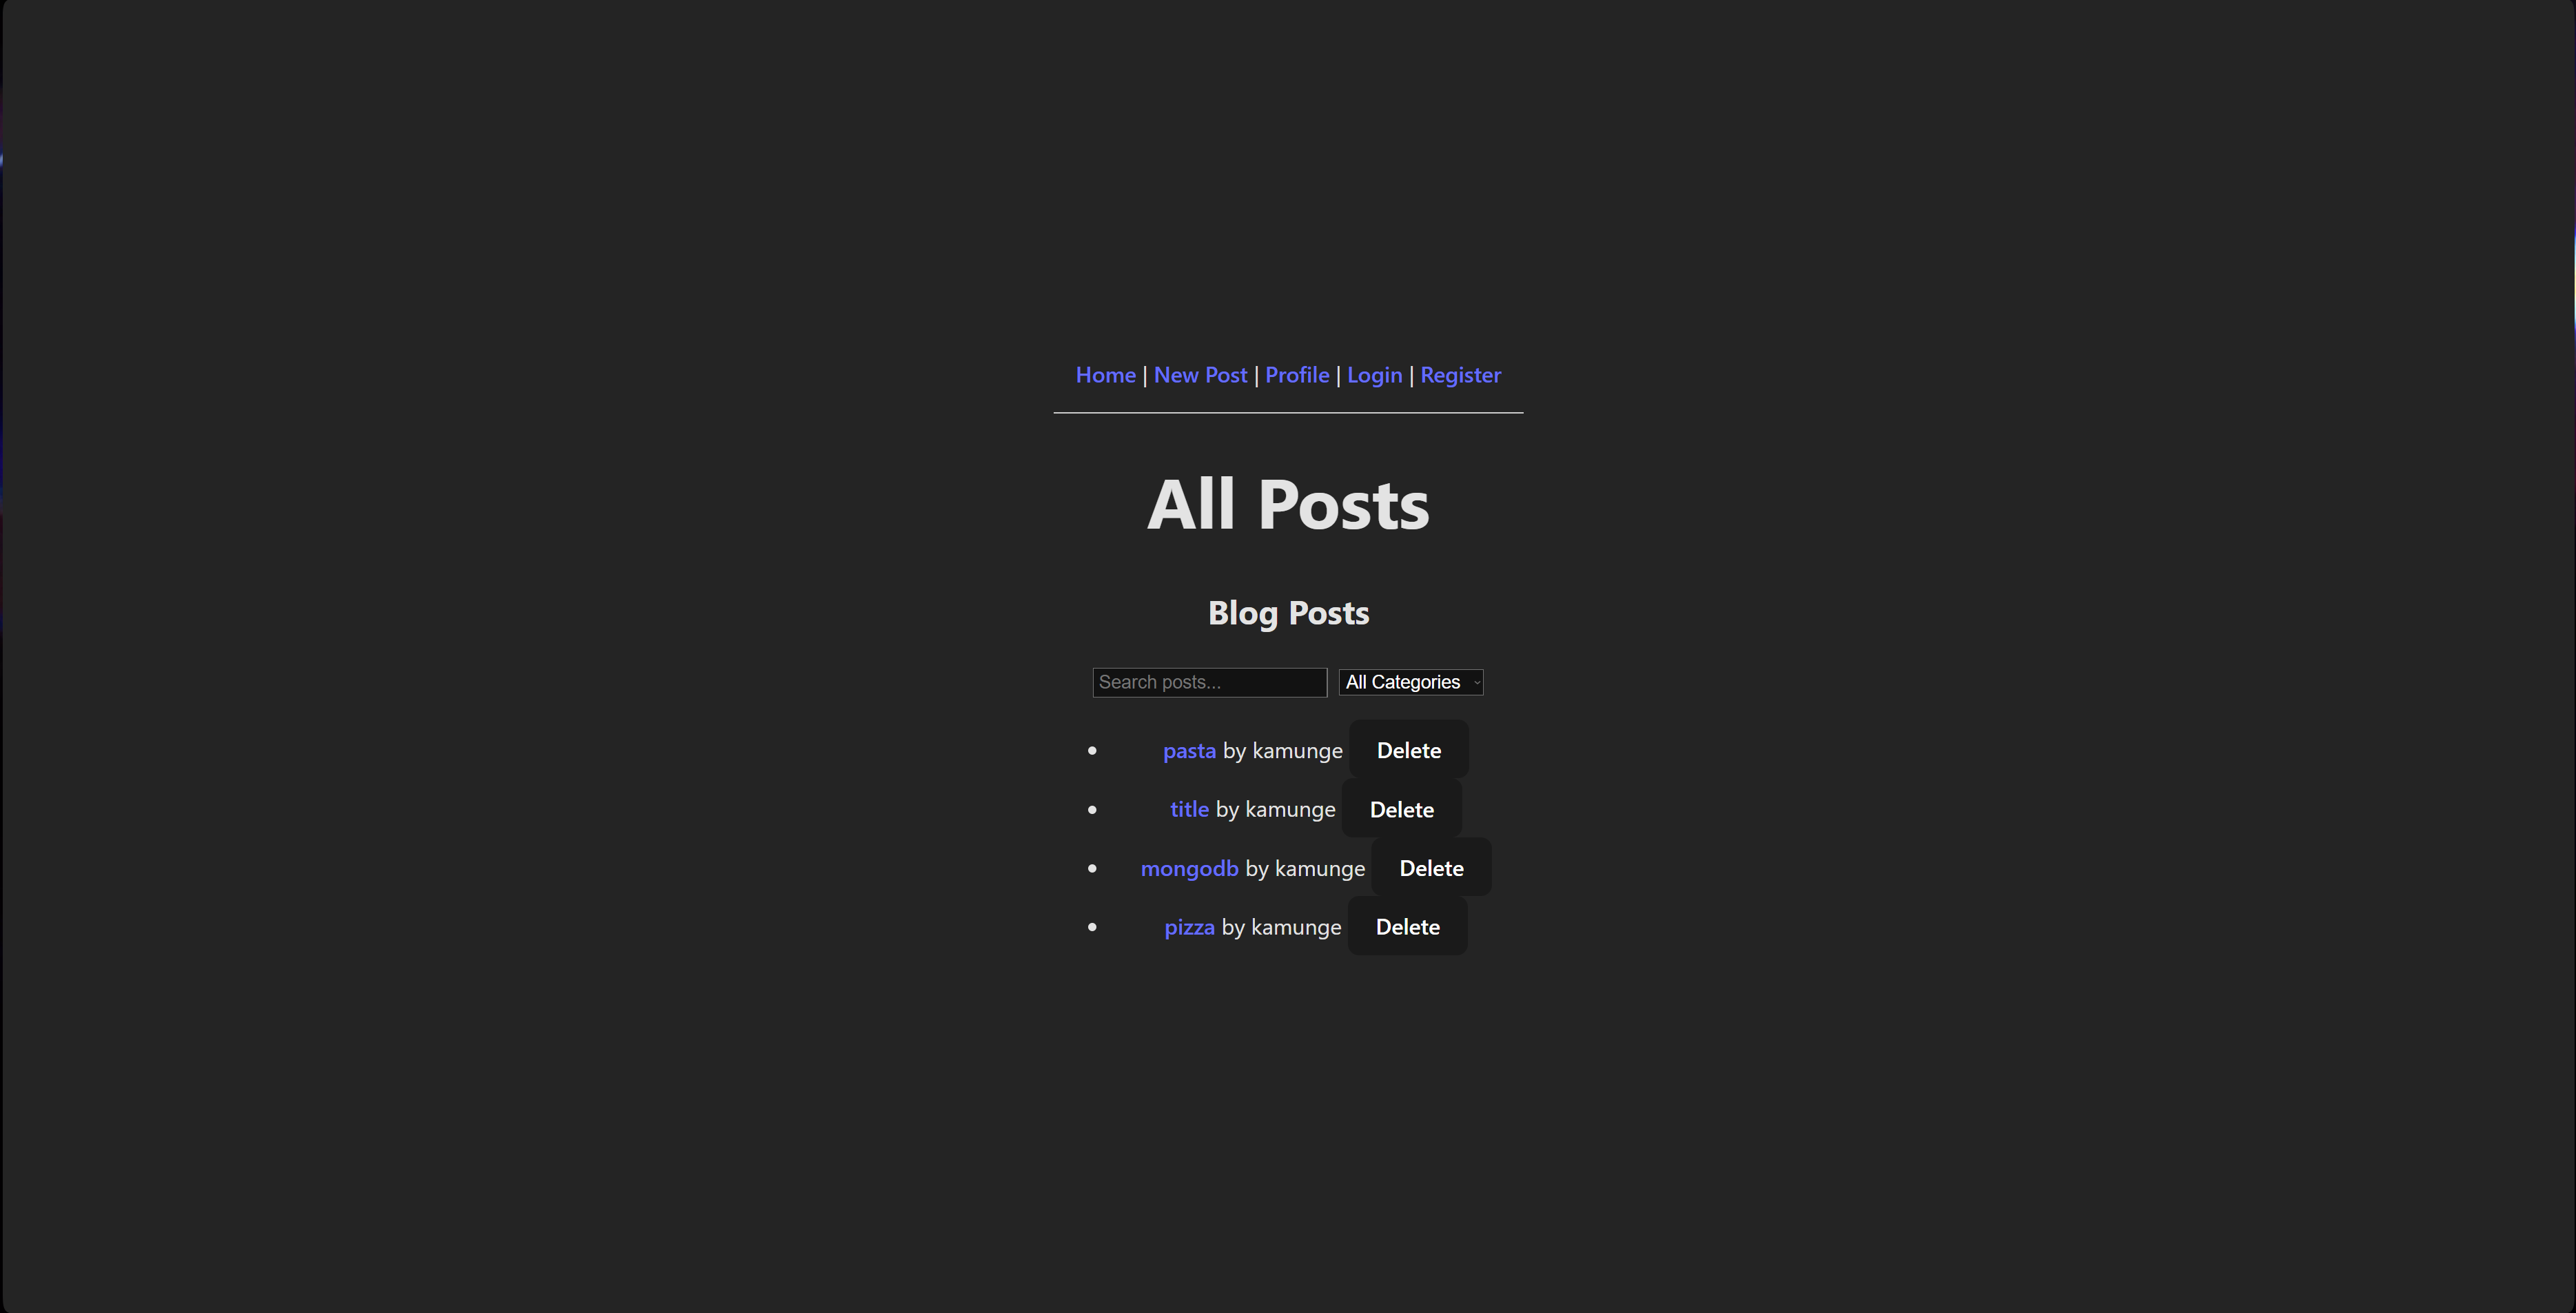 Home | New Post | Profile | Login | Register
All Posts
Blog Posts
Search posts... All Categories
pasta by kamunge Delete
title by kamunge Delete
mongodb by kamunge Delete
pizza by kamunge Delete